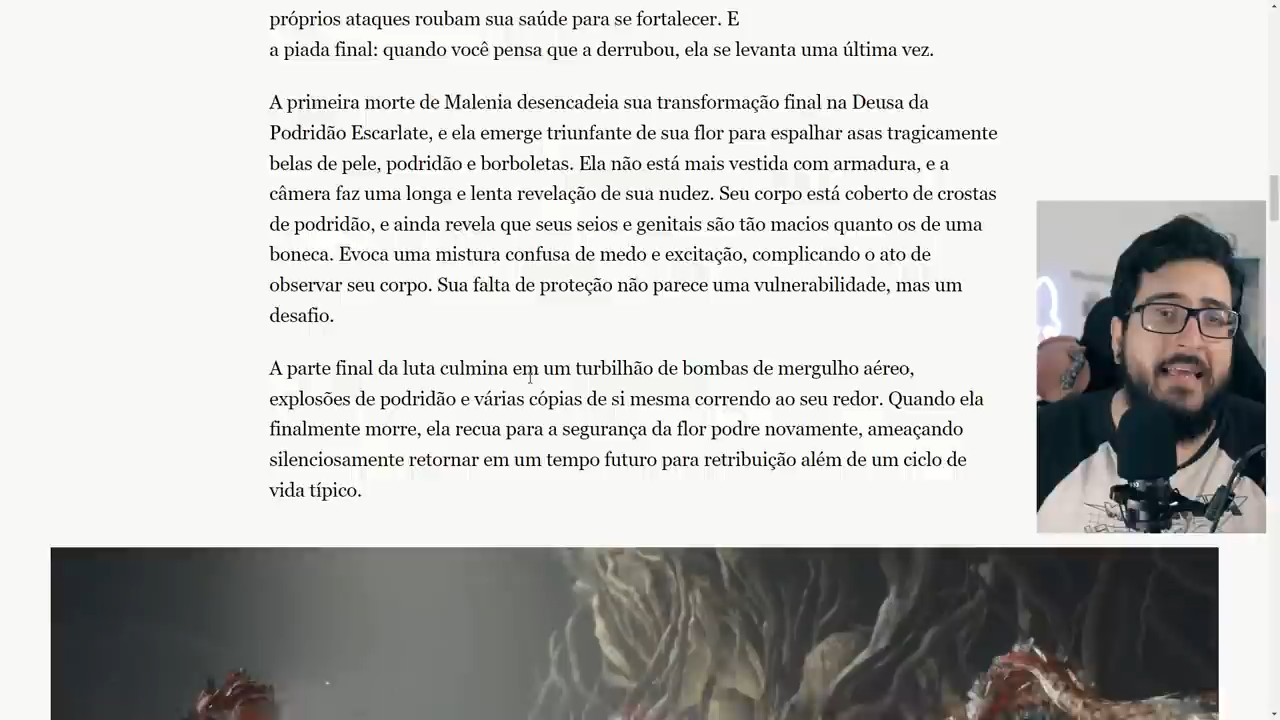 próprios ataques roubam sua saúde para se fortalecer. E
a piada final: quando você pensa que a derrubou, ela se levanta uma última vez.
A primeira morte de Malenia desencadeia sua transformação final na Deusa da
Podridão Escarlate, e ela emerge triunfante de sua flor para espalhar asas tragicamente
belas de pele, podridão e borboletas. Ela não está mais vestida com armadura, e a
câmera faz uma longa e lenta revelação de sua nudez. Seu corpo está coberto de crostas
de podridão, e ainda revela que seus seios e genitais são tão macios quanto os de uma
boneca. Evoca uma mistura confusa de medo e excitação, complicando o ato de
observar seu corpo. Sua falta de proteção não parece uma vulnerabilidade, mas um
desafio.
A parte final da luta culmina em um turbilhão de bombas de mergulho aéreo,
explosões de podridão e várias cópias de si mesma correndo ao seu redor. Quando ela
finalmente morre, ela recua para a segurança da flor podre novamente, ameaçando
silenciosamente retornar em um tempo futuro para retribuição além de um ciclo de
vida típico.